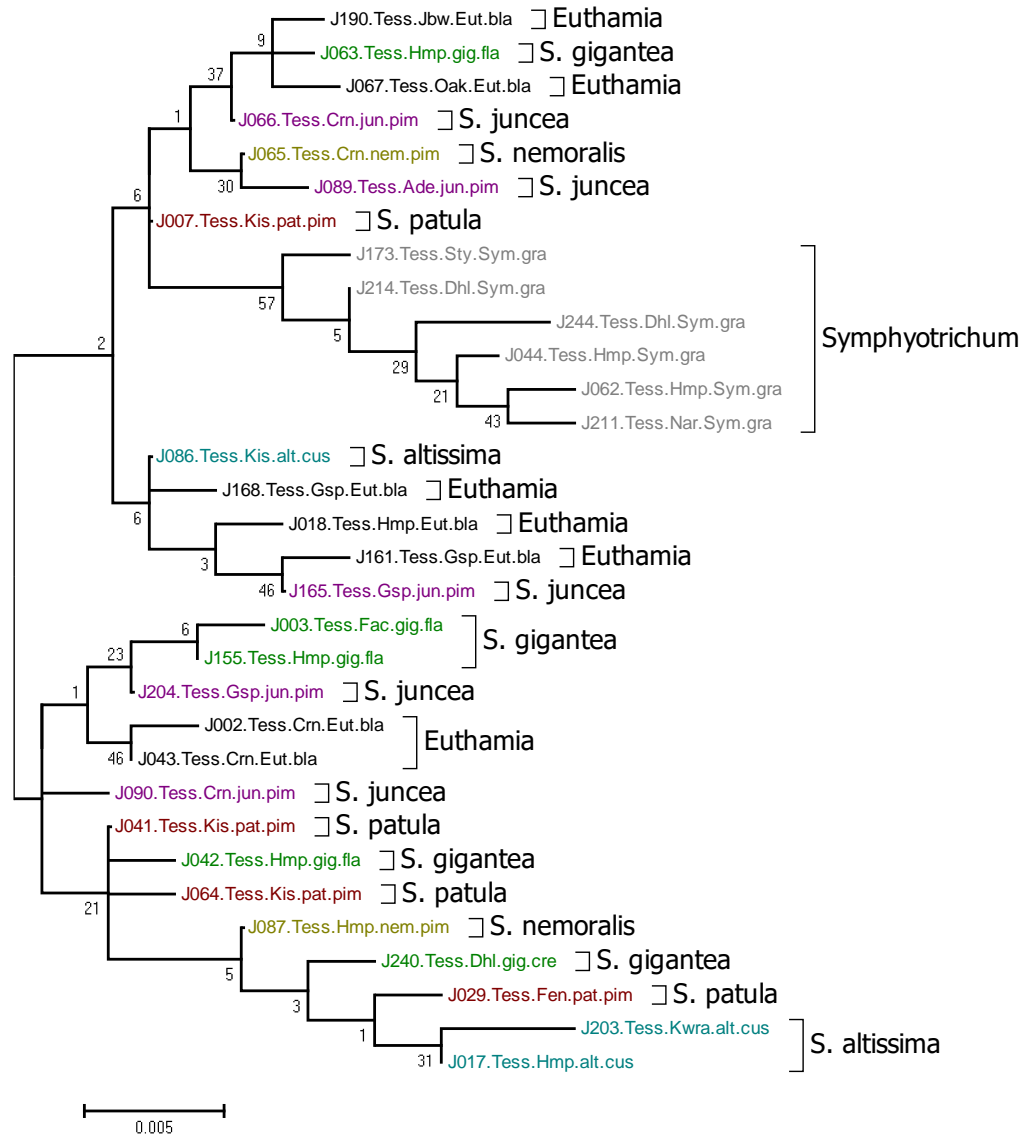 J190.Tess.Jbw.Eut.bla Euthamia
9
J063.Tess.Hmp.gig.fla S. gigantea
37
J067.Tess.Oak.Eut.bla Euthamia
1
J066.Tess.Crn.jun.pim S. juncea
J065.Tess.Crn.nem.pim S. nemoralis
30
J089.Tess.Ade.jun.pim S. juncea
6
J007.Tess.Kis.pat.pim S. patula
J173.Tess.Sty.Sym.gra
57
J214.Tess.Dhl.Sym.gra
5
J244.Tess.Dhl.Sym.gra
Symphyotrichum
2
J044.Tess.Hmp.Sym.gra
29
J062.Tess.Hmp.Sym.gra
21
J211.Tess.Nar.Sym.gra
43
J086.Tess.Kis.alt.cus S. altissima
J168.Tess.Gsp.Eut.bla Euthamia
6
J018.Tess.Hmp.Eut.bla Euthamia
3
J161.Tess.Gsp.Eut.bla Euthamia
46
J165.Tess.Gsp.jun.pim S. juncea
6
J003.Tess.Fac.gig.fla
S. gigantea
23
J155.Tess.Hmp.gig.fla
1
J204.Tess.Gsp.jun.pim S. juncea
J002.Tess.Crn.Eut.bla
Euthamia
46
J043.Tess.Crn.Eut.bla
J090.Tess.Crn.jun.pim S. juncea
J041.Tess.Kis.pat.pim S. patula
J042.Tess.Hmp.gig.fla S. gigantea
J064.Tess.Kis.pat.pim S. patula
21
J087.Tess.Hmp.nem.pim S. nemoralis
5
J240.Tess.Dhl.gig.cre S. gigantea
3
J029.Tess.Fen.pat.pim S. patula
1
J203.Tess.Kwra.alt.cus
S. altissima
31
J017.Tess.Hmp.alt.cus
0.005